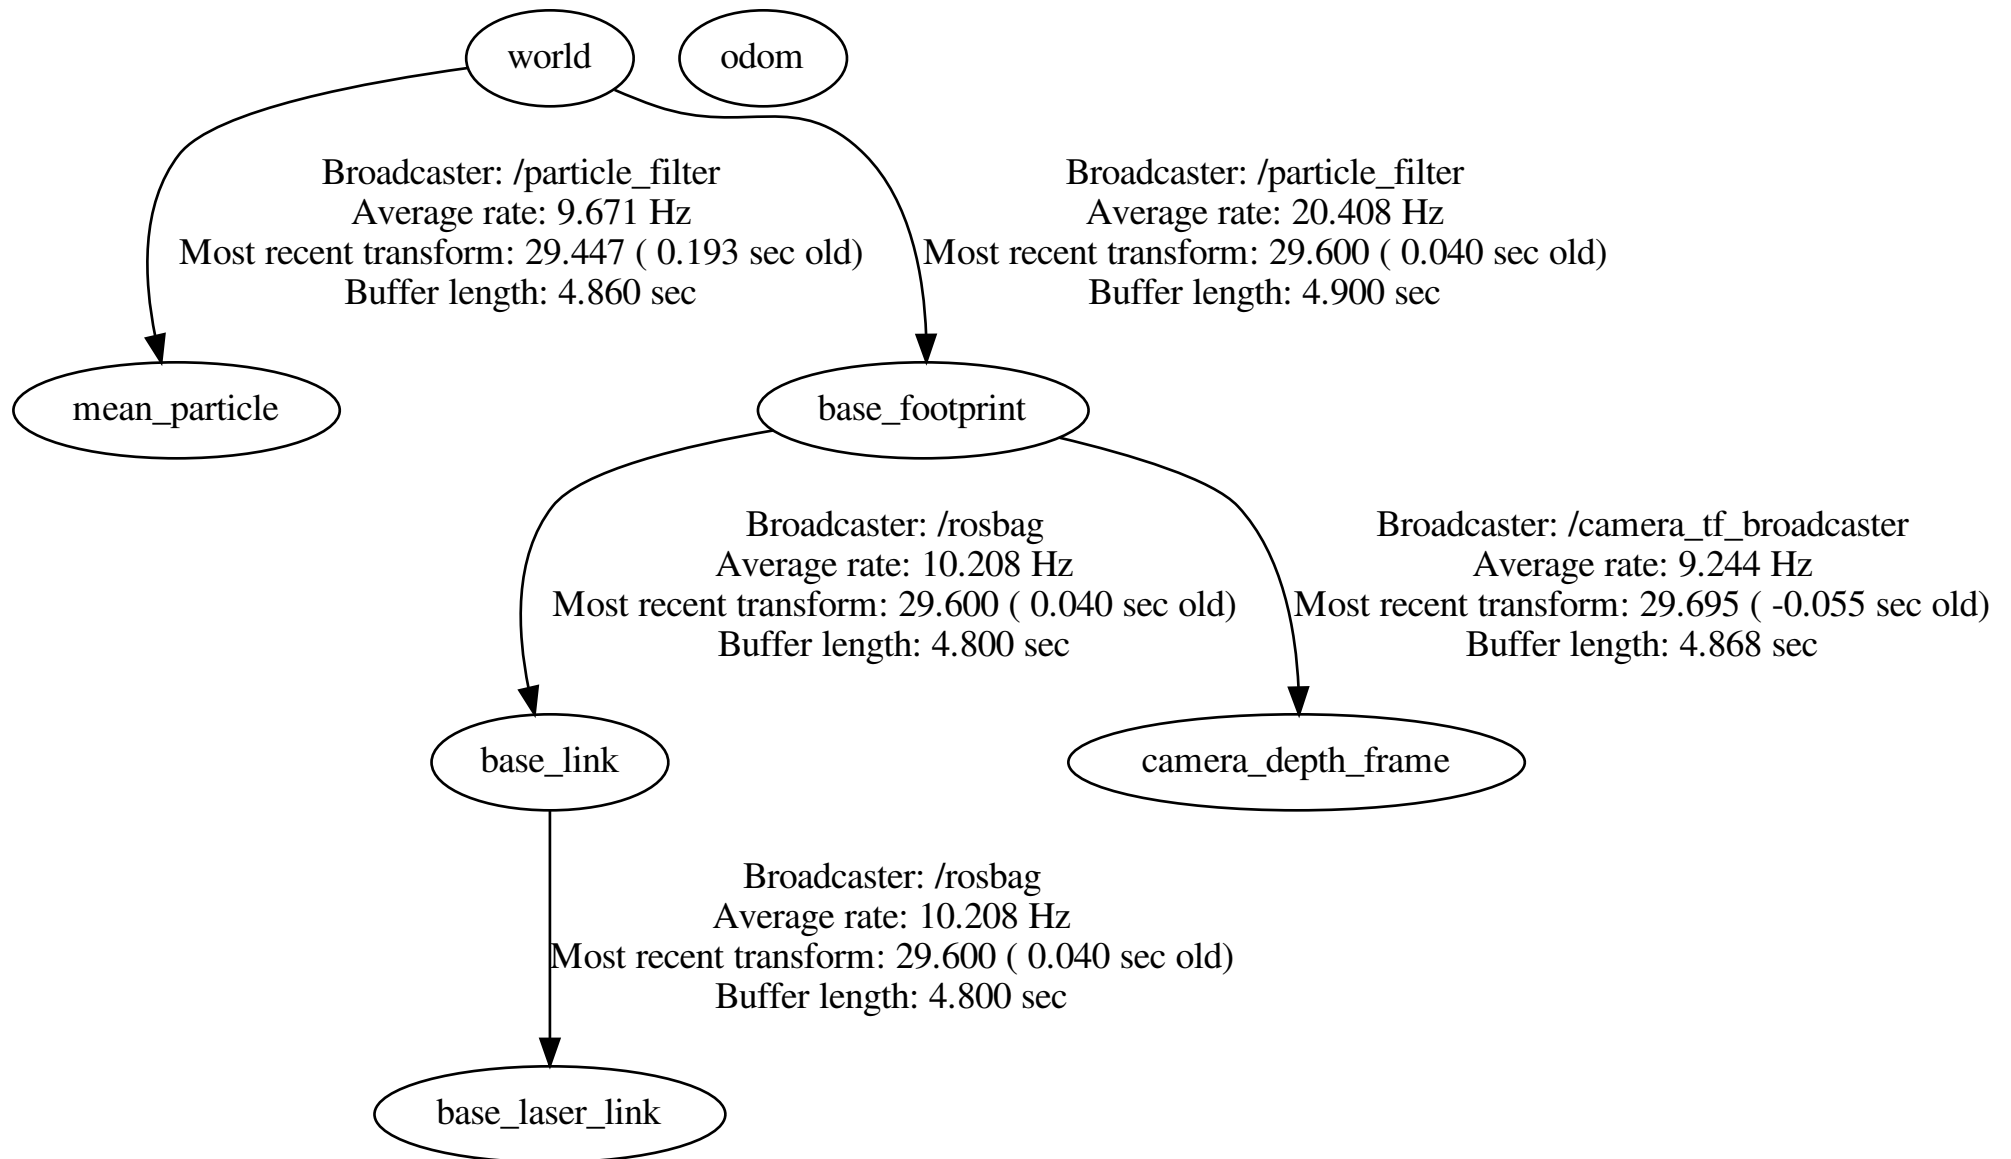 world
odom
Broadcaster: /particle_filter
Average rate: 9.671 Hz
Most recent transform: 29.447 ( 0.193 sec old)
Buffer length: 4.860 sec
Broadcaster: /particle_filter
Average rate: 20.408 Hz
Most recent transform: 29.600 ( 0.040 sec old)
Buffer length: 4.900 sec
mean_particle
base_footprint
Broadcaster: /rosbag
Average rate: 10.208 Hz
Most recent transform: 29.600 ( 0.040 sec old)
Buffer length: 4.800 sec
Broadcaster: /camera_tf_broadcaster
Average rate: 9.244 Hz
Most recent transform: 29.695 ( -0.055 sec old)
Buffer length: 4.868 sec
base_link
camera_depth_frame
Broadcaster: /rosbag
Average rate: 10.208 Hz
Most recent transform: 29.600 ( 0.040 sec old)
Buffer length: 4.800 sec
base_laser_link